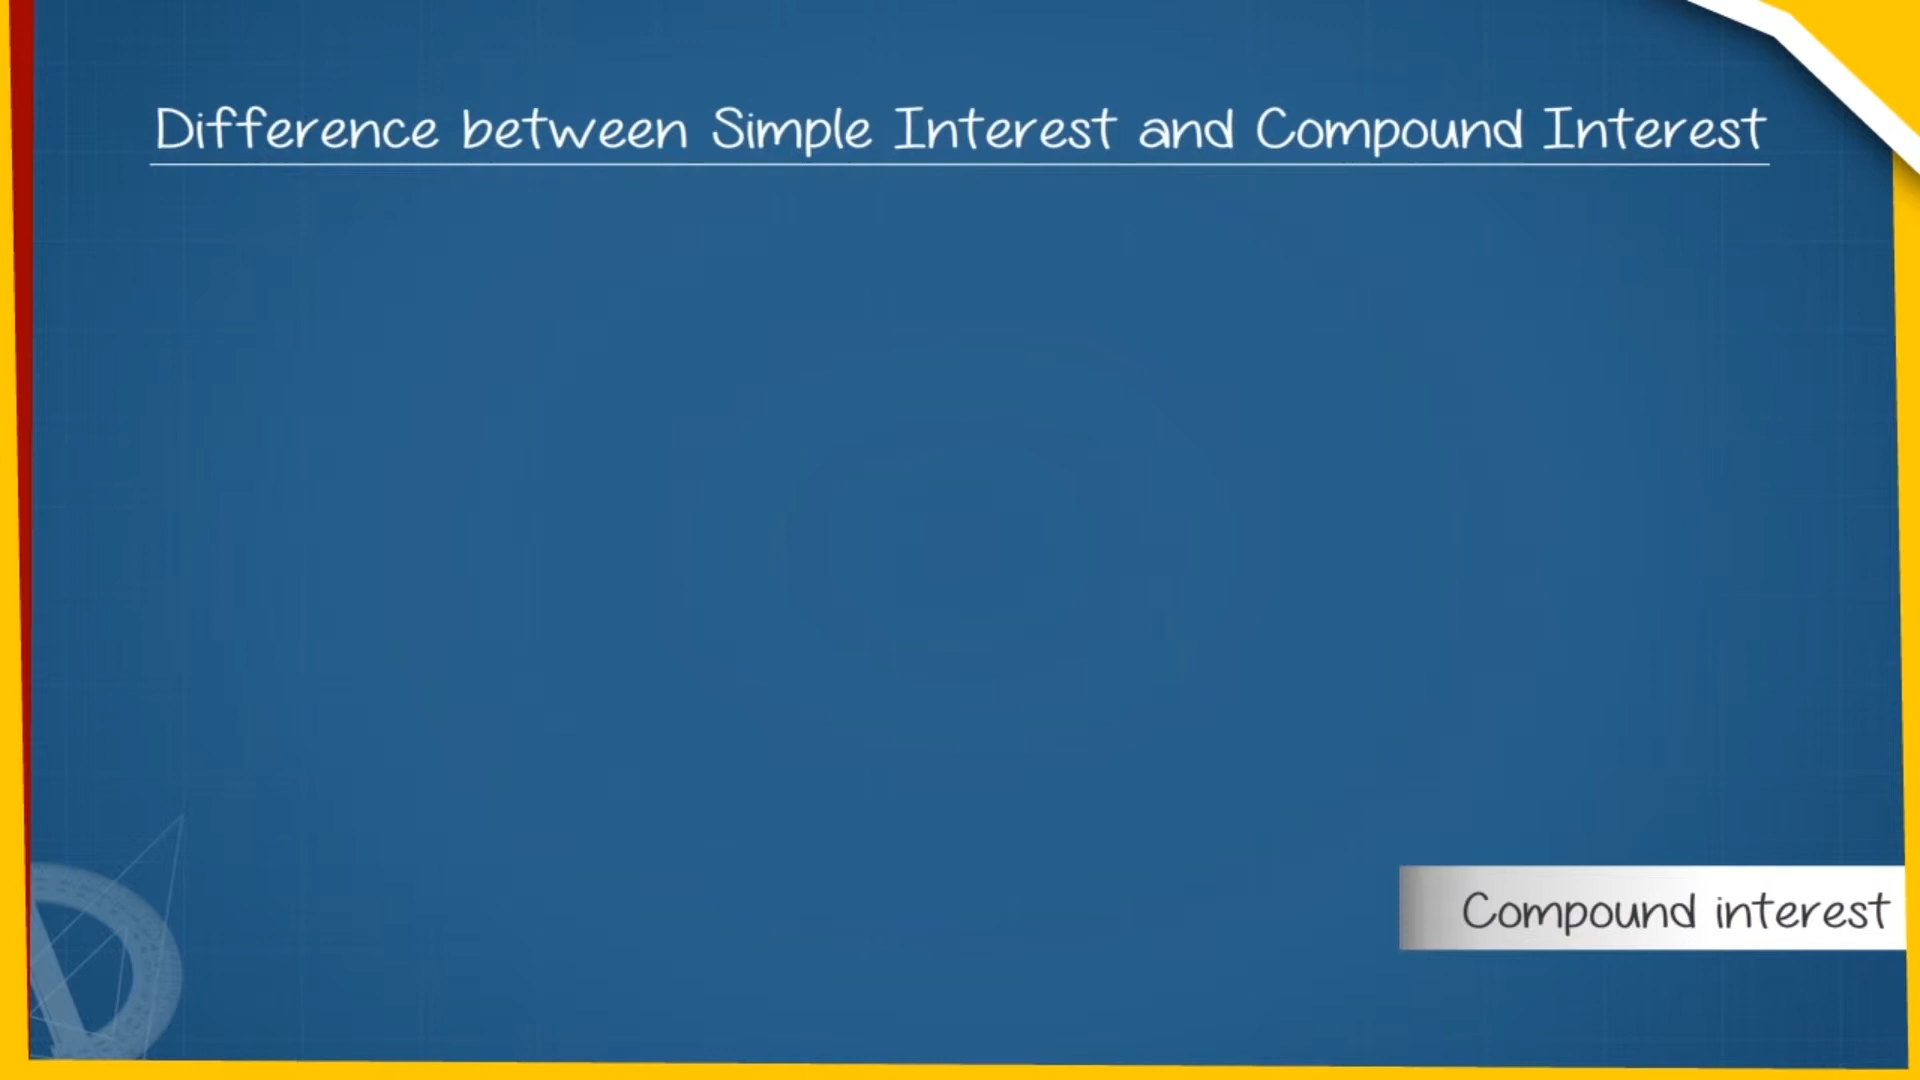 Difference between Simple Interest and Compound Interest
Compound interest